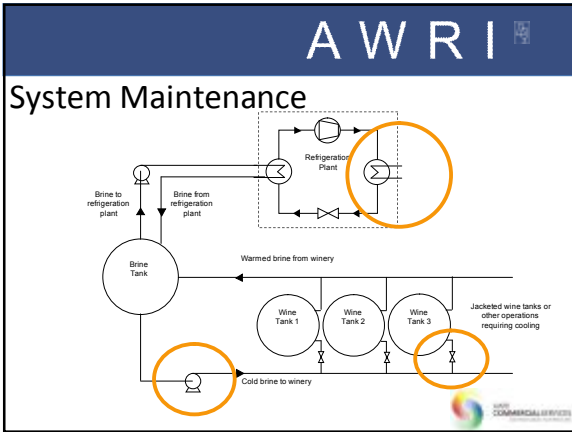 AWRI
System Maintenance
Refrigeration
Plant
Brine to
refrigeration
plant
Brine from
refrigeration
plant
Brine
Tank
Warmed brine from winery
Wine
Tank 1
Wine
Tank 2
Wine
Tank 3
Jacketed wine tanks or
other operations
requiring cooling
Cold brine to winery
COMMERCIAL SERVICES